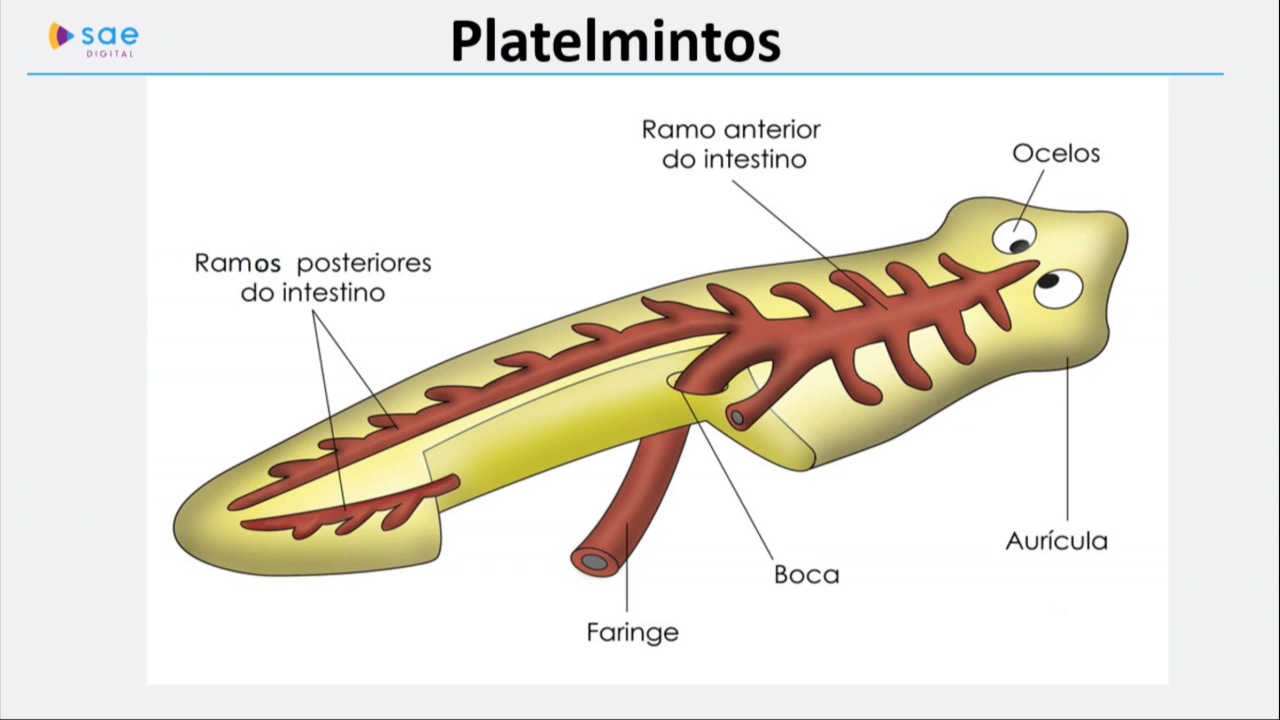 sae
DIGITAL
Platelmintos
Ramo anterior
do intestino
Ocelos
Ramos posteriores
do intestino
Aurícula
Boca
Faringe